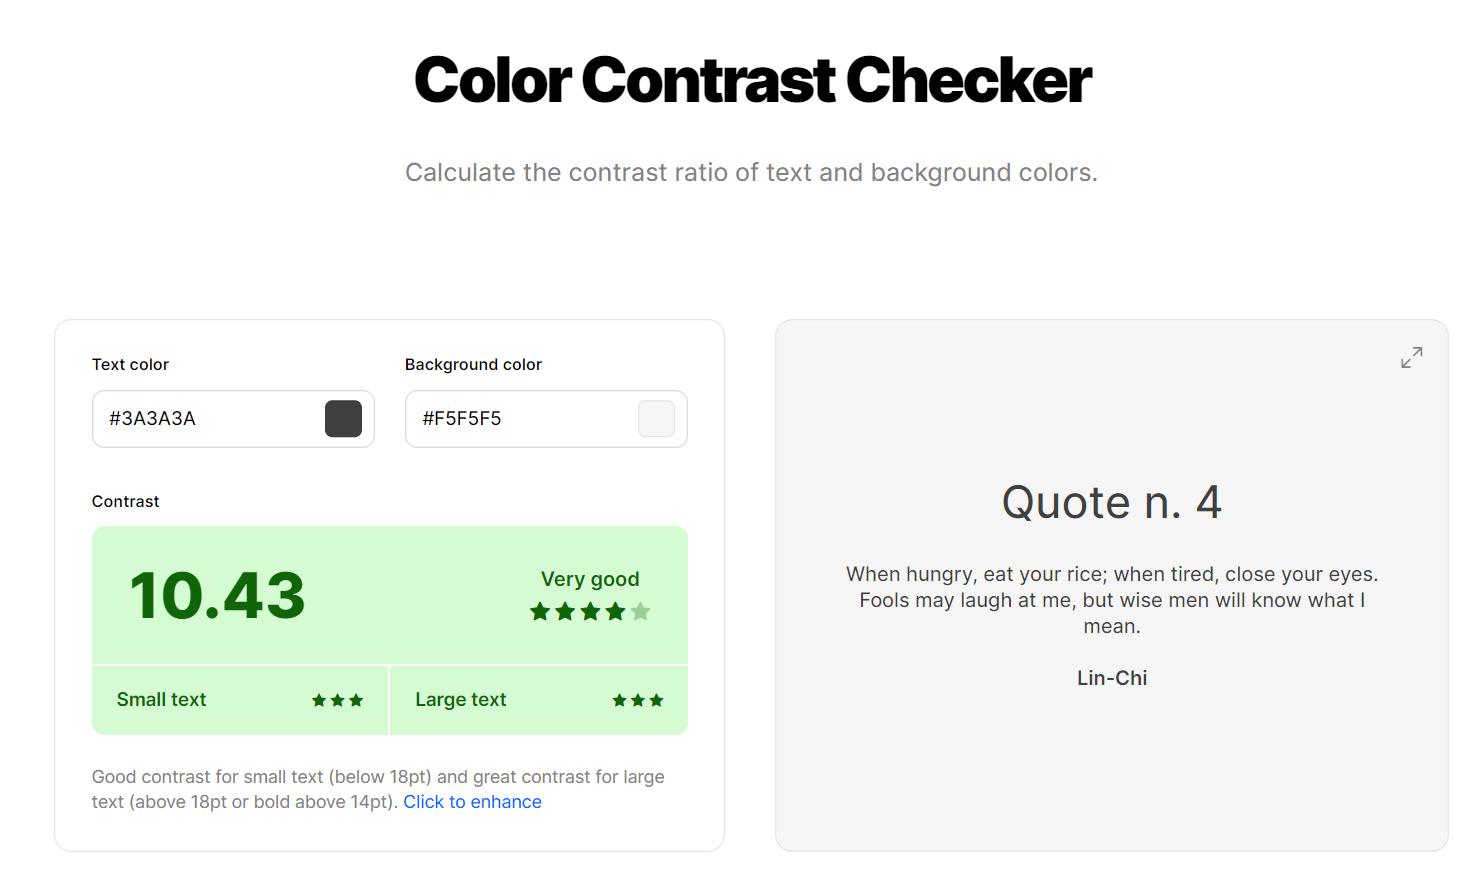 Color Contrast Checker
Calculate the contrast ratio of text and background colors.
Text color
#3A3A3A
Background color
#F5F5F5
Contrast
10.43
Very good
Small text
Large text
Good contrast for small text (below 18pt) and great contrast for large
text (above 18pt or bold above 14pt). Click to enhance
Quote n. 4
When hungry, eat your rice; when tired, close your eyes.
Fools may laugh at me, but wise men will know what I
mean.
Lin-Chi